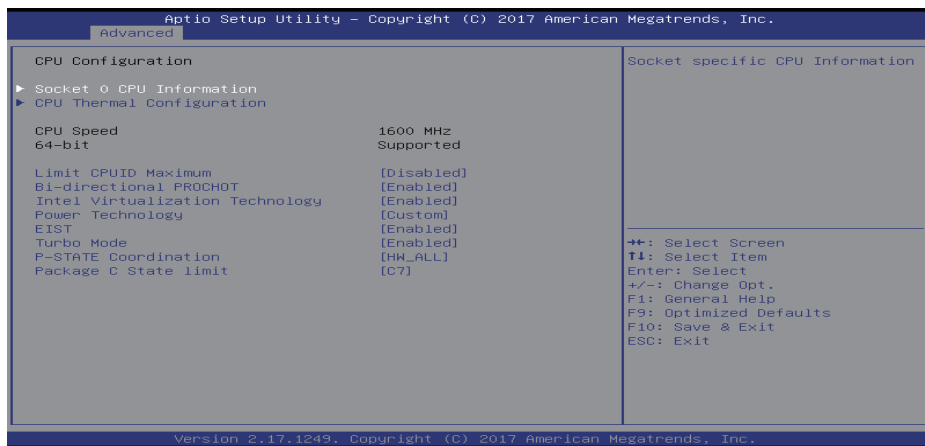 Aptio Setup Utility – Copyright (C) 2017 American Megatrends, Inc.
Advanced
CPU Configuration
Socket specific CPU Information
► Socket 0 CPU Information
► CPU Thermal Configuration
CPU Speed 1600 MHz
64-bit Supported
Limit CPUID Maximum [Disabled]
Bi-directional PROCHOT [Enabled]
Intel Virtualization Technology [Enabled]
Power Technology [Custom]
EIST [Enabled]
Turbo Mode [Enabled]
P-STATE Coordination [HW_ALL]
Package C State limit [C7]
→←: Select Screen
↑↓: Select Item
Enter: Select
+/-: Change Opt.
F1: General Help
F9: Optimized Defaults
F10: Save & Exit
ESC: Exit
Version 2.17.1249. Copyright (C) 2017 American Megatrends, Inc.